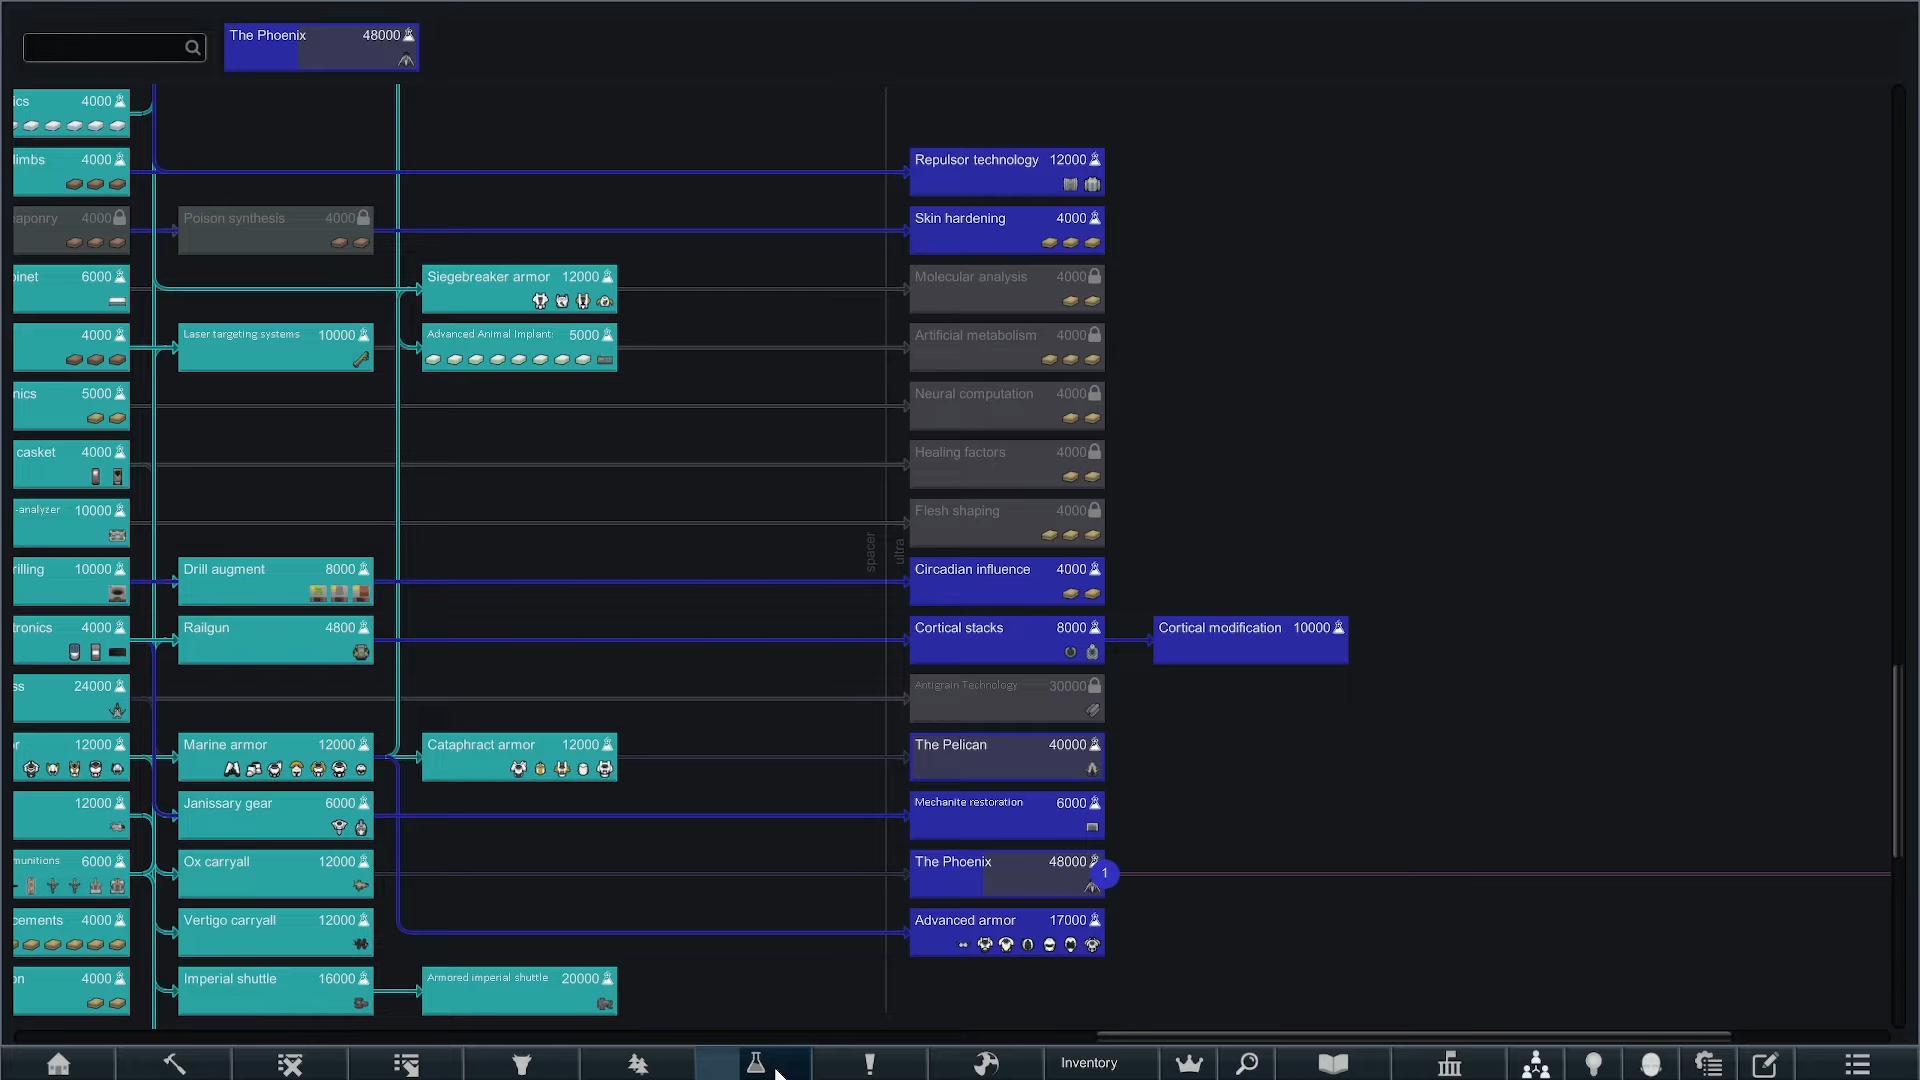 The Phoenix 48000
ics 4000
limbs 4000
Repulsor technology 12000
aponry 4000
Poison synthesis 4000
Skin hardening 4000
binet 6000
Siegebreaker armor 12000
Molecular analysis 4000
4000
Laser targeting systems 10000
Advanced Animal Implant: 5000
Artificial metabolism 4000
nics 5000
Neural computation 4000
casket 4000
Healing factors 4000
-analyzer 10000
Flesh shaping 4000
spacer
ultra
rilling 10000
Drill augment 8000
Circadian influence 4000
tronics 4000
Railgun 4800
Cortical stacks 8000
Cortical modification 10000
ss 24000
Antigrain Technology 30000
r 12000
Marine armor 12000
Cataphract armor 12000
The Pelican 40000
12000
Janissary gear 6000
Mechanite restoration 6000
munitions 6000
Ox carryall 12000
The Phoenix 48000
1
cements 4000
Vertigo carryall 12000
Advanced armor 17000
on 4000
Imperial shuttle 16000
Armored imperial shuttle 20000
Inventory